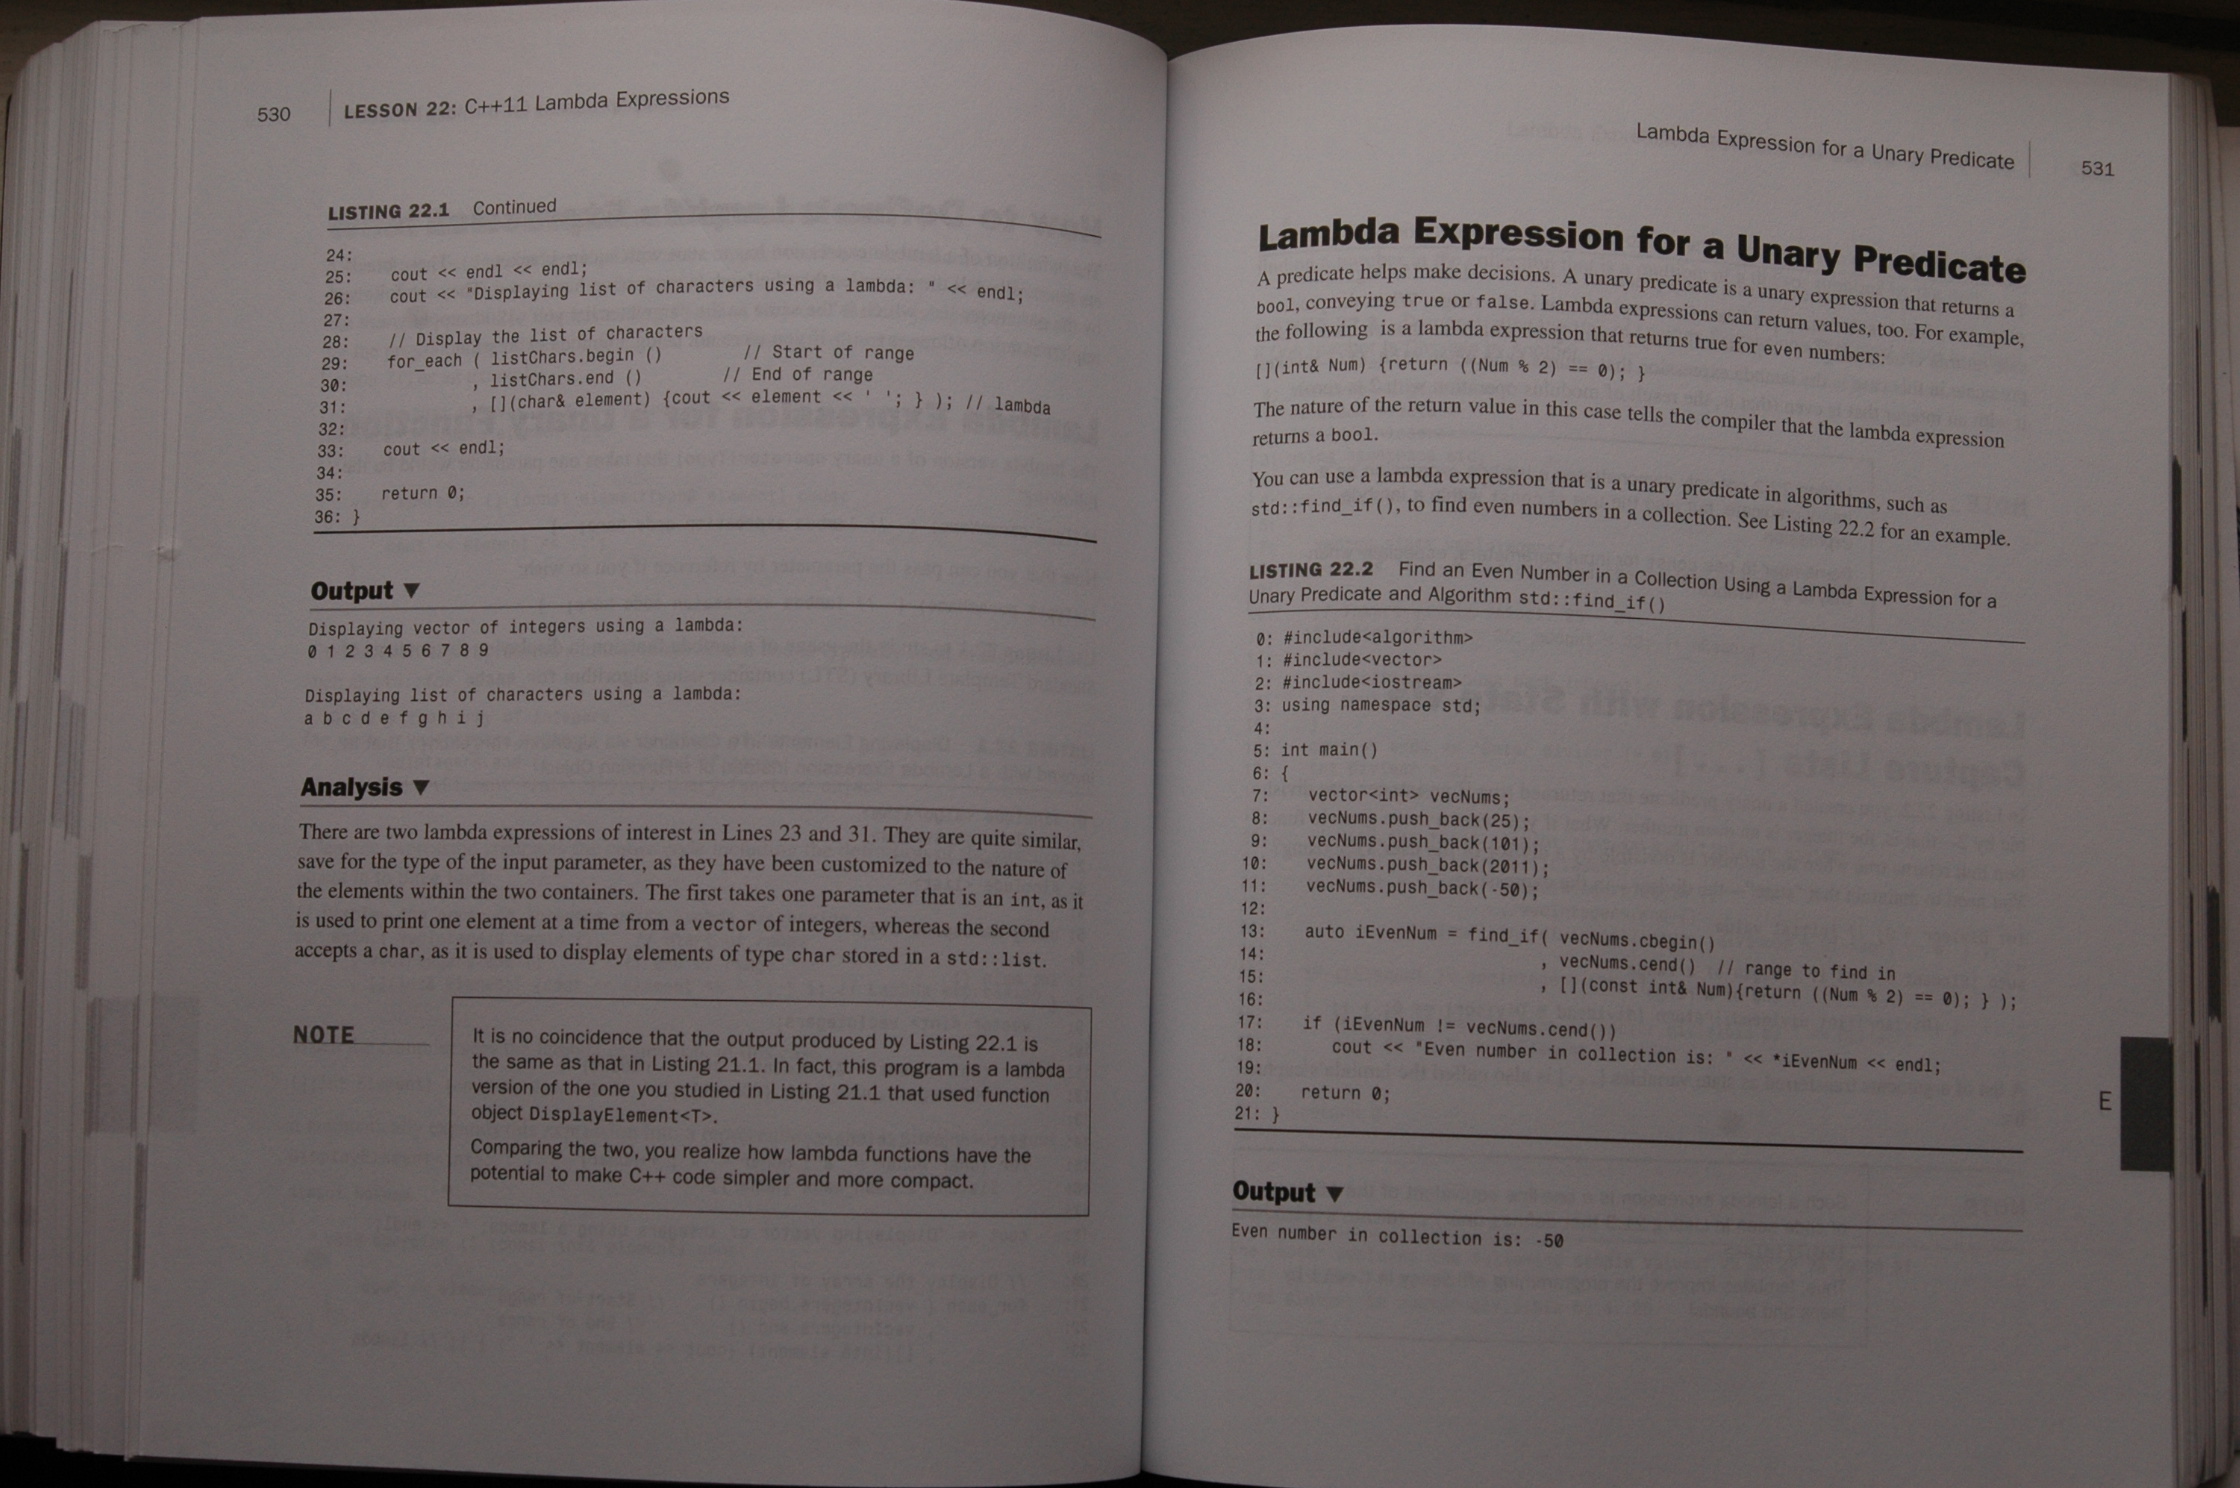 530
LESSON 22: C++11 Lambda Expressions
LISTING 22.1 Continued
24:
25: cout << endl << endl;
26: cout << "Displaying list of characters using a lambda: " << endl;
27:
28: // Display the list of characters
29: for_each ( listChars.begin () // Start of range
30: , listChars.end () // End of range
31: , [](char& element) {cout << element << ' '; } ); // lambda
32:
33: cout << endl;
34:
35: return 0;
36: }
Output ▼
Displaying vector of integers using a lambda:
0 1 2 3 4 5 6 7 8 9
Displaying list of characters using a lambda:
a b c d e f g h i j
Analysis ▼
There are two lambda expressions of interest in Lines 23 and 31. They are quite similar,
save for the type of the input parameter, as they have been customized to the nature of
the elements within the two containers. The first takes one parameter that is an int, as it
is used to print one element at a time from a vector of integers, whereas the second
accepts a char, as it is used to display elements of type char stored in a std::list.
NOTE
It is no coincidence that the output produced by Listing 22.1 is
the same as that in Listing 21.1. In fact, this program is a lambda
version of the one you studied in Listing 21.1 that used function
object DisplayElement<T>.
Comparing the two, you realize how lambda functions have the
potential to make C++ code simpler and more compact.
Lambda Expression for a Unary Predicate
531
Lambda Expression for a Unary Predicate
A predicate helps make decisions. A unary predicate is a unary expression that returns a
bool, conveying true or false. Lambda expressions can return values, too. For example,
the following is a lambda expression that returns true for even numbers:
[](int& Num) {return ((Num % 2) == 0); }
The nature of the return value in this case tells the compiler that the lambda expression
returns a bool.
You can use a lambda expression that is a unary predicate in algorithms, such as
std::find_if(), to find even numbers in a collection. See Listing 22.2 for an example.
LISTING 22.2 Find an Even Number in a Collection Using a Lambda Expression for a
Unary Predicate and Algorithm std::find_if()
0: #include<algorithm>
1: #include<vector>
2: #include<iostream>
3: using namespace std;
4:
5: int main()
6: {
7: vector<int> vecNums;
8: vecNums.push_back(25);
9: vecNums.push_back(101);
10: vecNums.push_back(2011);
11: vecNums.push_back(-50);
12:
13: auto iEvenNum = find_if( vecNums.cbegin()
14: , vecNums.cend() // range to find in
15: , [](const int& Num){return ((Num % 2) == 0); } );
16:
17: if (iEvenNum != vecNums.cend())
18: cout << "Even number in collection is: " << *iEvenNum << endl;
19:
20: return 0;
21: }
E
Output ▼
Even number in collection is: -50